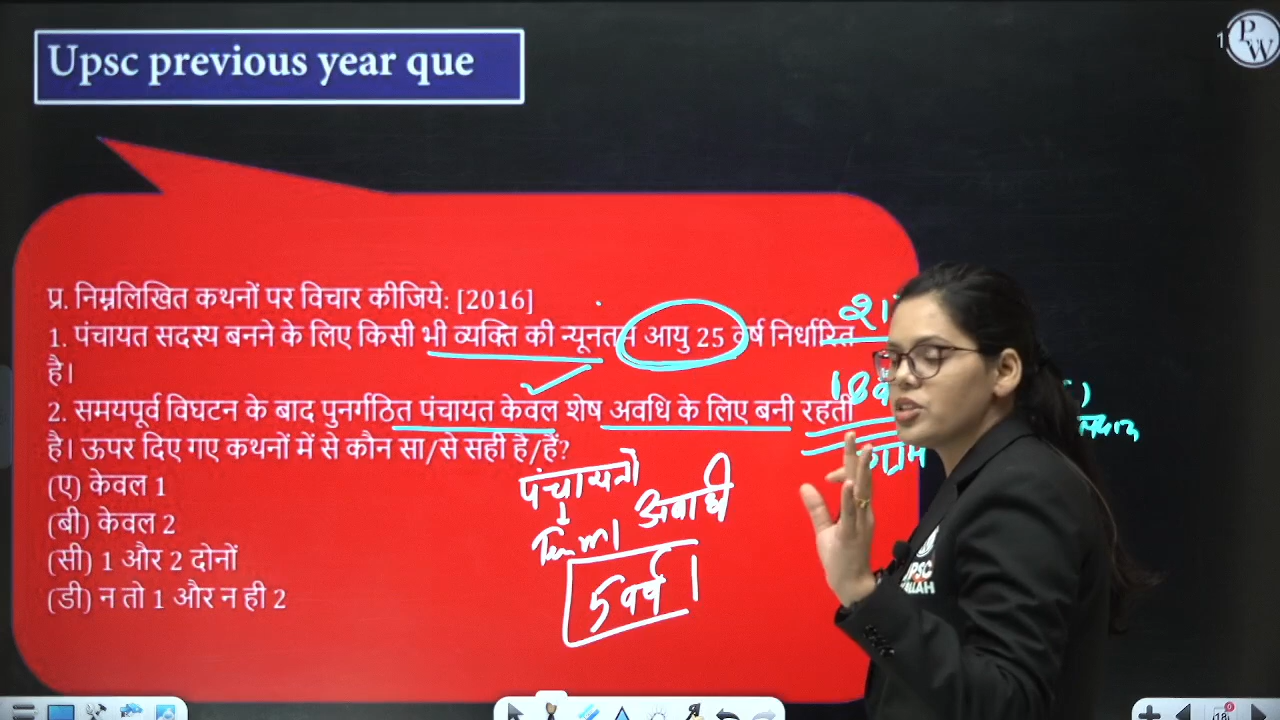 Upsc previous year que
PW
प्र. निम्नलिखित कथनों पर विचार कीजिये: [2016]
1. पंचायत सदस्य बनने के लिए किसी भी व्यक्ति की न्यूनतम आयु 25 वर्ष निर्धारित
है।
2. समयपूर्व विघटन के बाद पुनर्गठित पंचायत केवल शेष अवधि के लिए बनी रहती
है। ऊपर दिए गए कथनों में से कौन सा/से सही है/हैं?
(ए) केवल 1
(बी) केवल 2
(सी) 1 और 2 दोनों
(डी) न तो 1 और न ही 2
पंचायतो
5 वर्ष।
21
18